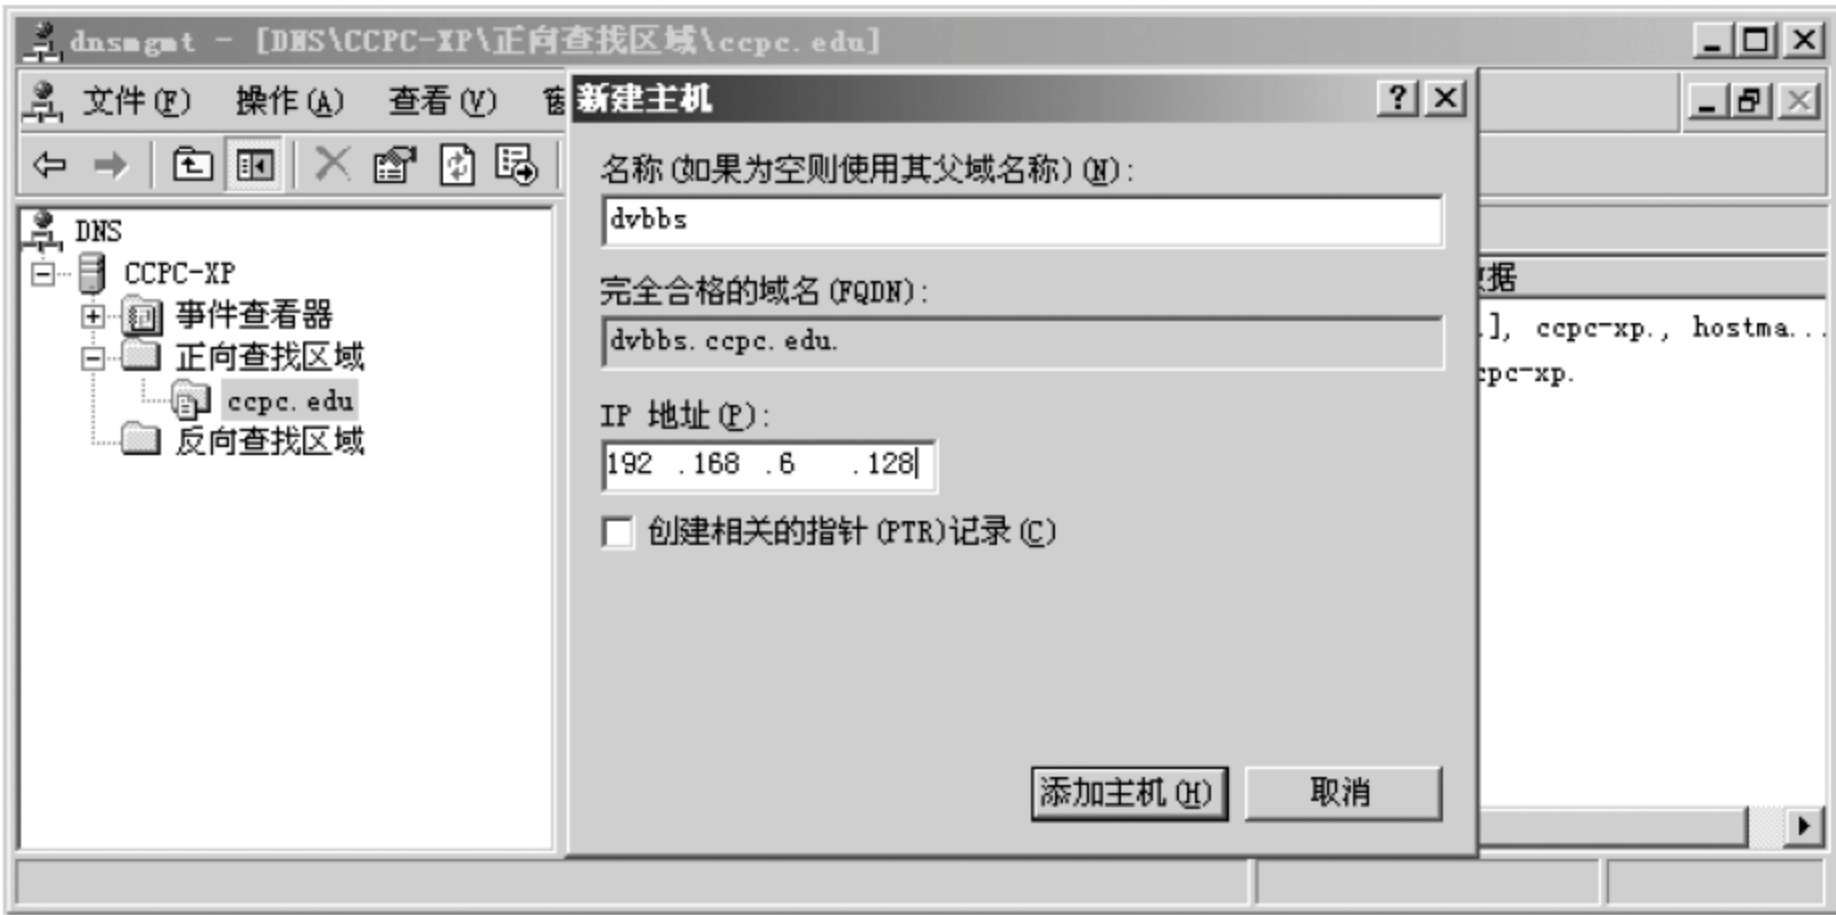 dnsmgmt - [DNS\CCPC-XP\正向查找区域\ccpc.edu]
文件(F) 操作(A) 查看(V)
新建主机
名称(如果为空则使用其父域名称)(N):
dvbbs
完全合格的域名(FQDN):
dvbbs.ccpc.edu.
IP 地址(P):
192 .168 .6 .128
创建相关的指针(PTR)记录(C)
添加主机(H) 取消
DNS
CCPC-XP
事件查看器
正向查找区域
ccpc.edu
反向查找区域
据
.], ccpc-xp., hostma...
cpc-xp.